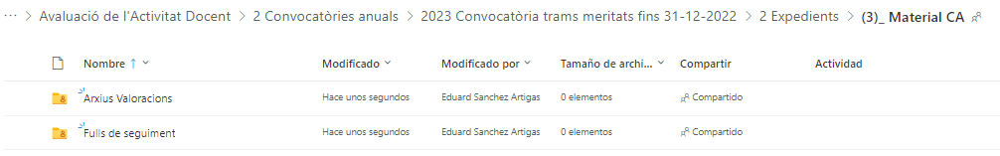 ··· > Avaluació de l'Activitat Docent > 2 Convocatòries anuals > 2023 Convocatòria trams meritats fins 31-12-2022 > 2 Expedients > (3)_ Material CA
Nombre ↑ Modificado Modificado por Tamaño de archi... Compartir Actividad
Arxius Valoracions Hace unos segundos Eduard Sanchez Artigas 0 elementos Compartido
Fulls de seguiment Hace unos segundos Eduard Sanchez Artigas 0 elementos Compartido